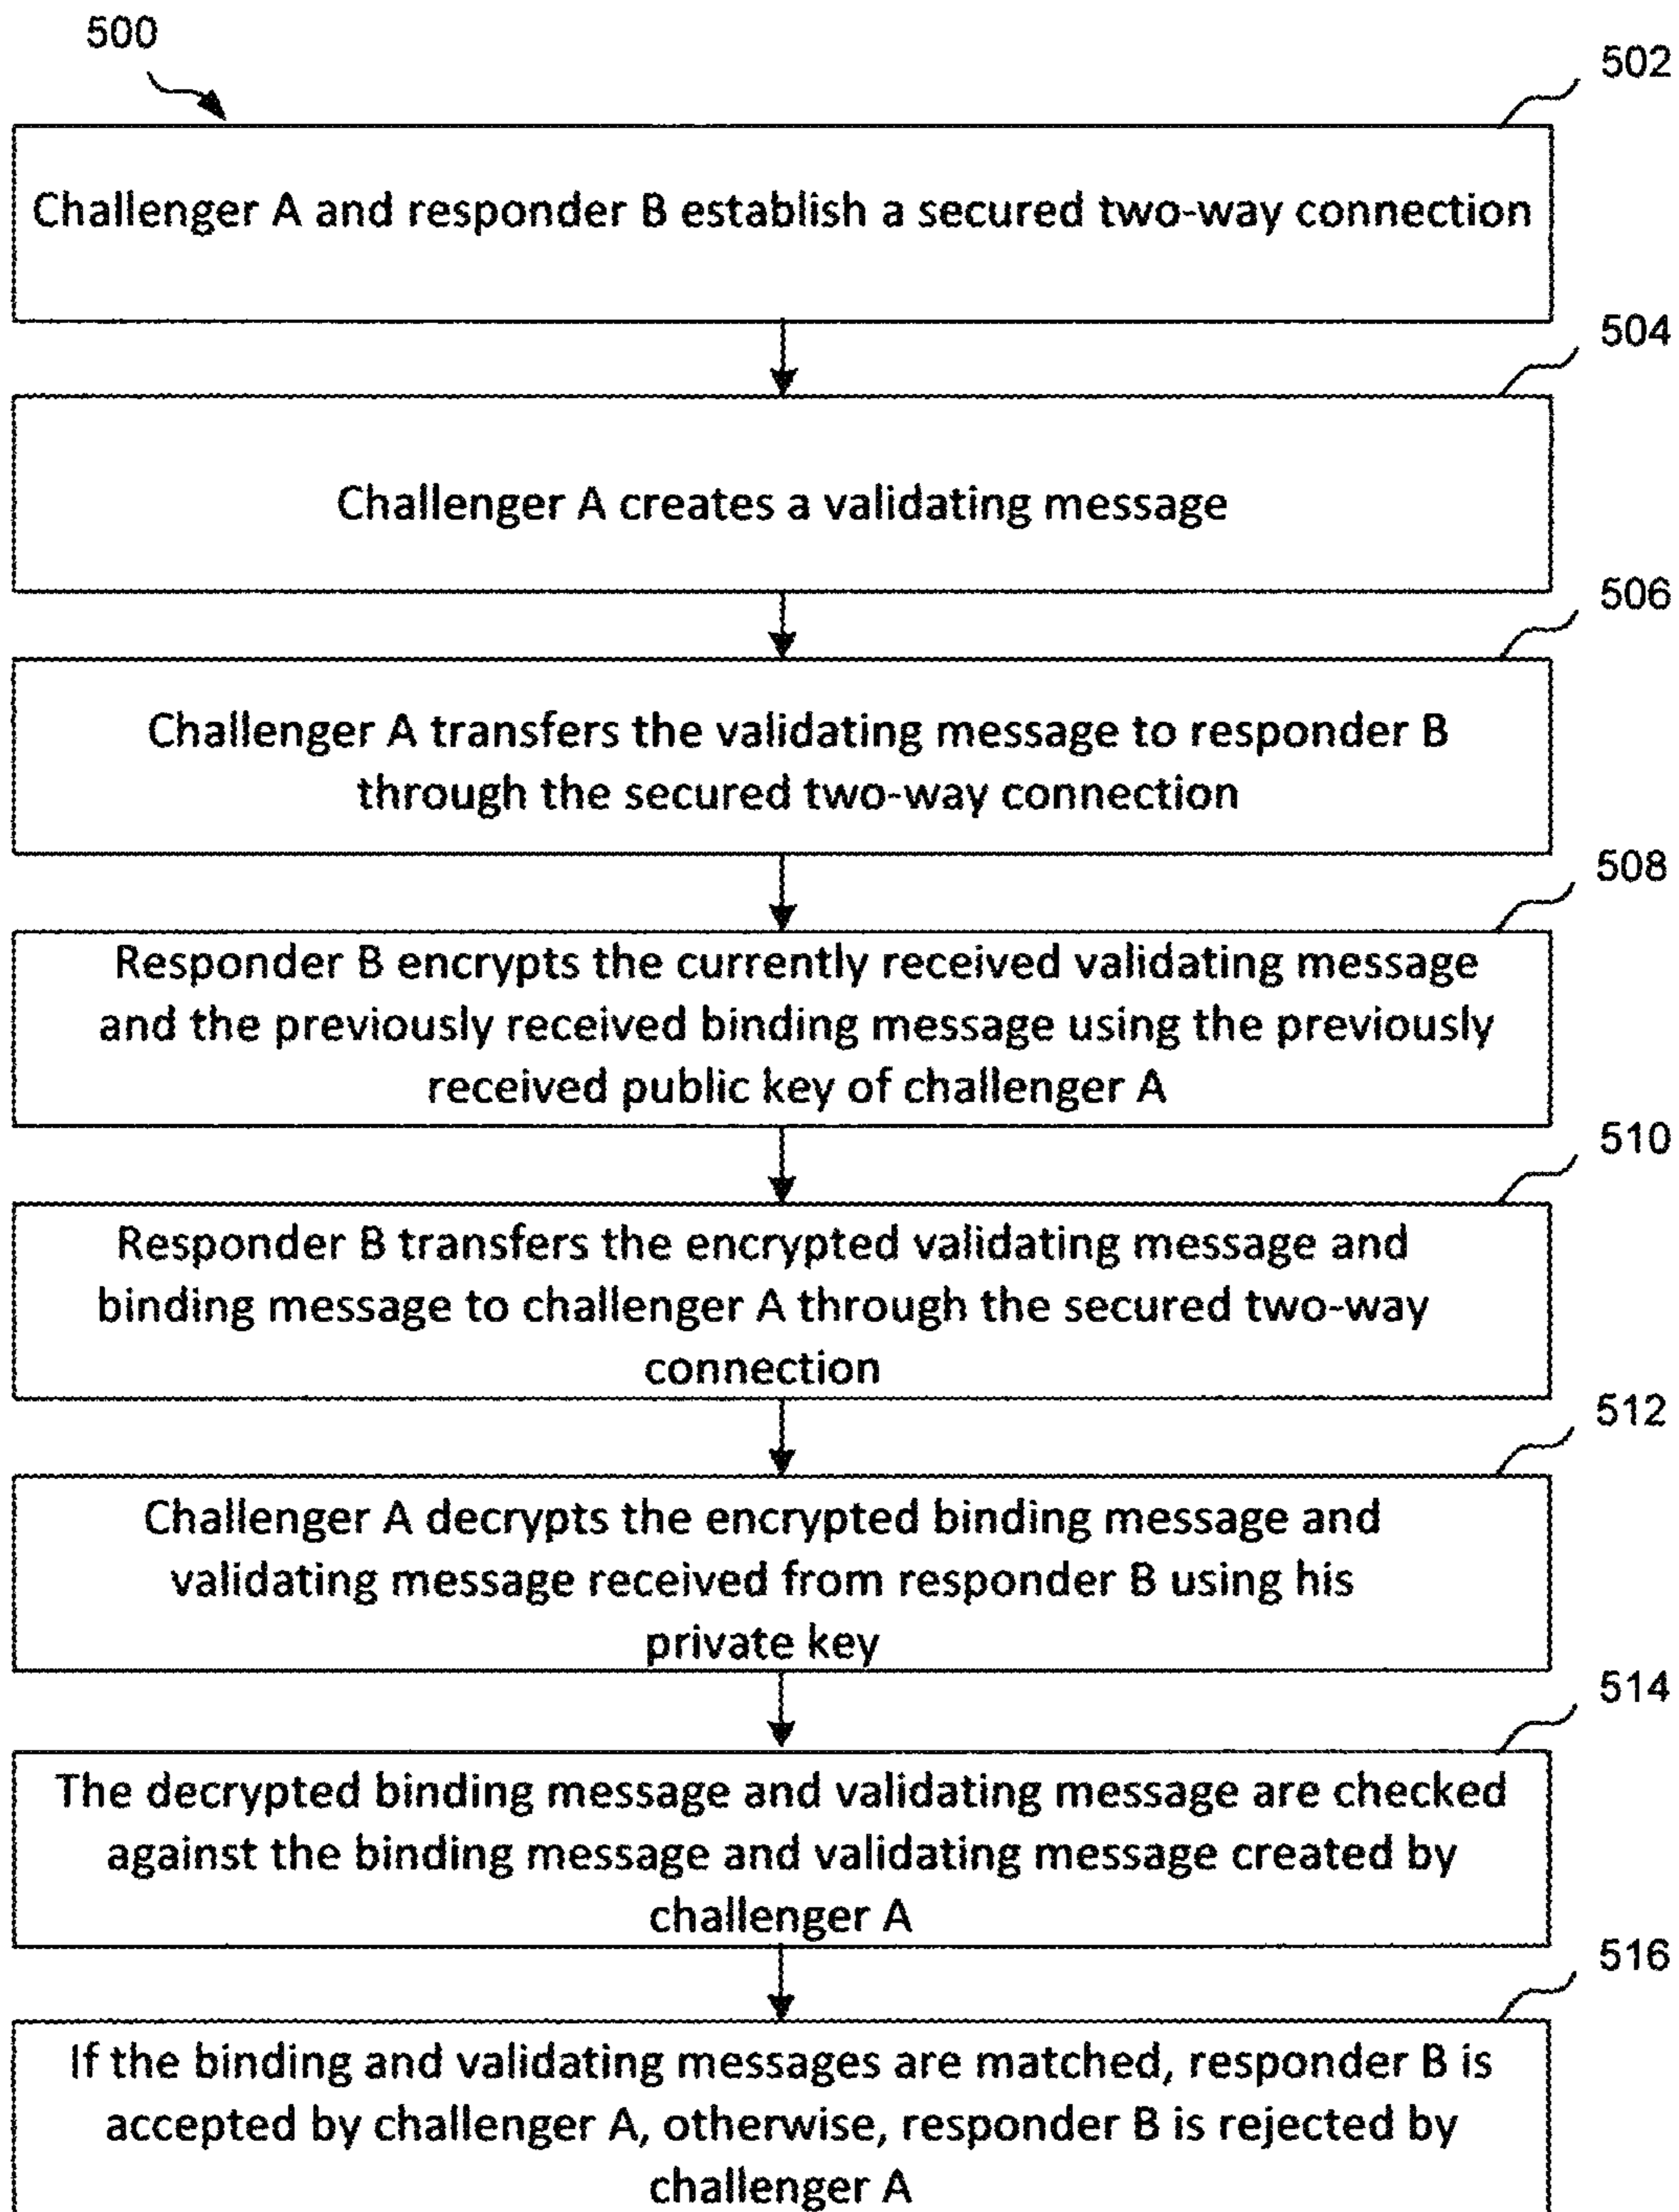 500
502
Challenger A and responder B establish a secured two-way connection
504
Challenger A creates a validating message
506
Challenger A transfers the validating message to responder B
through the secured two-way connection
508
Responder B encrypts the currently received validating message
and the previously received binding message using the previously
received public key of challenger A
510
Responder B transfers the encrypted validating message and
binding message to challenger A through the secured two-way
connection
512
Challenger A decrypts the encrypted binding message and
validating message received from responder B using his
private key
514
The decrypted binding message and validating message are checked
against the binding message and validating message created by
challenger A
516
If the binding and validating messages are matched, responder B is
accepted by challenger A, otherwise, responder B is rejected by
challenger A